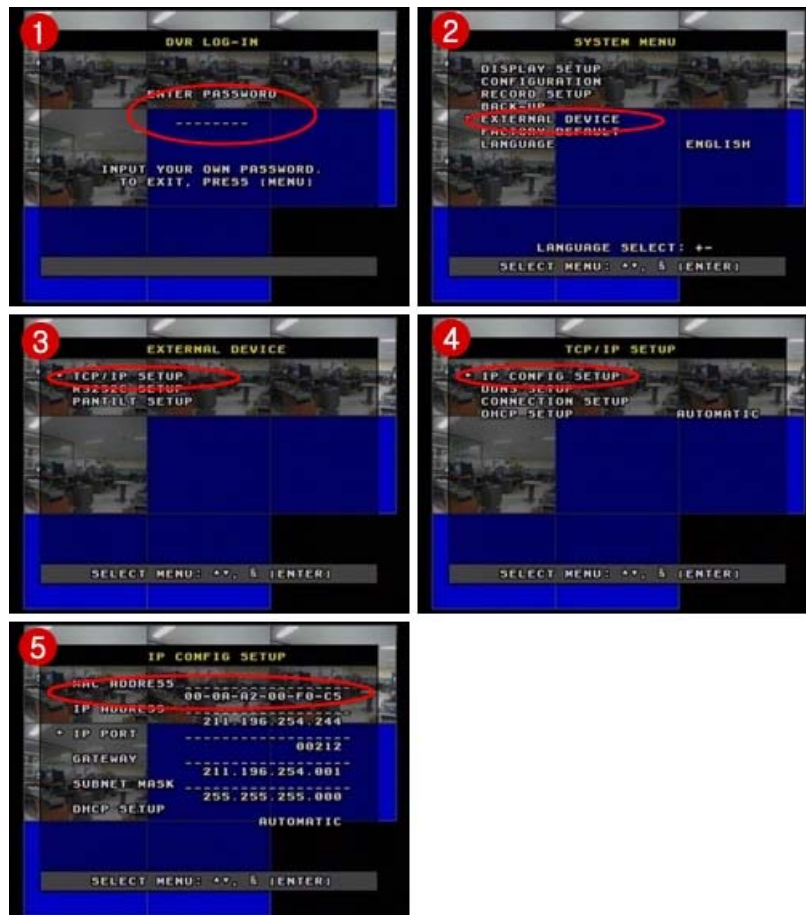 1
DVR LOG-IN
ENTER PASSWORD
--------
INPUT YOUR OWN PASSWORD.
TO EXIT, PRESS [MENU]
2
SYSTEM MENU
DISPLAY SETUP
CONFIGURATION
RECORD SETUP
BACK-UP
EXTERNAL DEVICE
FACTORY DEFAULT
LANGUAGE ENGLISH
LANGUAGE SELECT: +-
SELECT MENU: ▲▼, & [ENTER]
3
EXTERNAL DEVICE
TCP/IP SETUP
RS232C SETUP
PANTILT SETUP
SELECT MENU: ▲▼, & [ENTER]
4
TCP/IP SETUP
IP CONFIG SETUP
DDNS SETUP
CONNECTION SETUP
DHCP SETUP AUTOMATIC
SELECT MENU: ▲▼, & [ENTER]
5
IP CONFIG SETUP
MAC ADDRESS
00-0A-A2-00-F0-C5
IP ADDRESS
211.196.254.244
IP PORT
00212
GATEWAY
211.196.254.001
SUBNET MASK
255.255.255.000
DHCP SETUP
AUTOMATIC
SELECT MENU: ▲▼, & [ENTER]